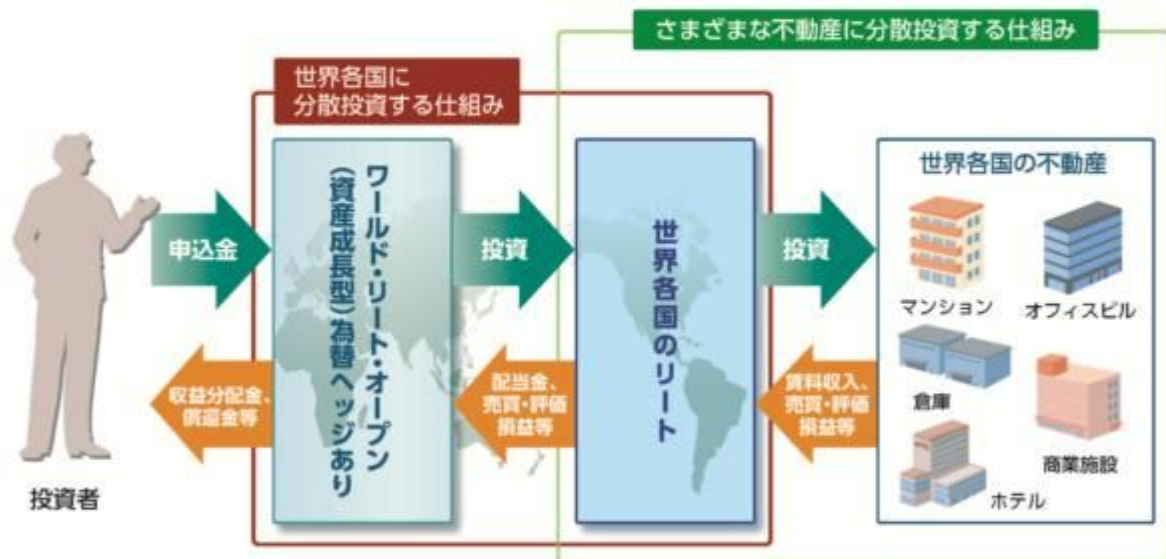 さまざまな不動産に分散投資する仕組み
世界各国に
分散投資する仕組み
申込金
収益分配金、
償還金等
投資者
ワールド・リート・オープン
(資産成長型)為替ヘッジあり
投資
配当金、
売買・評価
損益等
世界各国のリート
投資
賃料収入、
売買・評価
損益等
世界各国の不動産
マンション
オフィスビル
倉庫
商業施設
ホテル